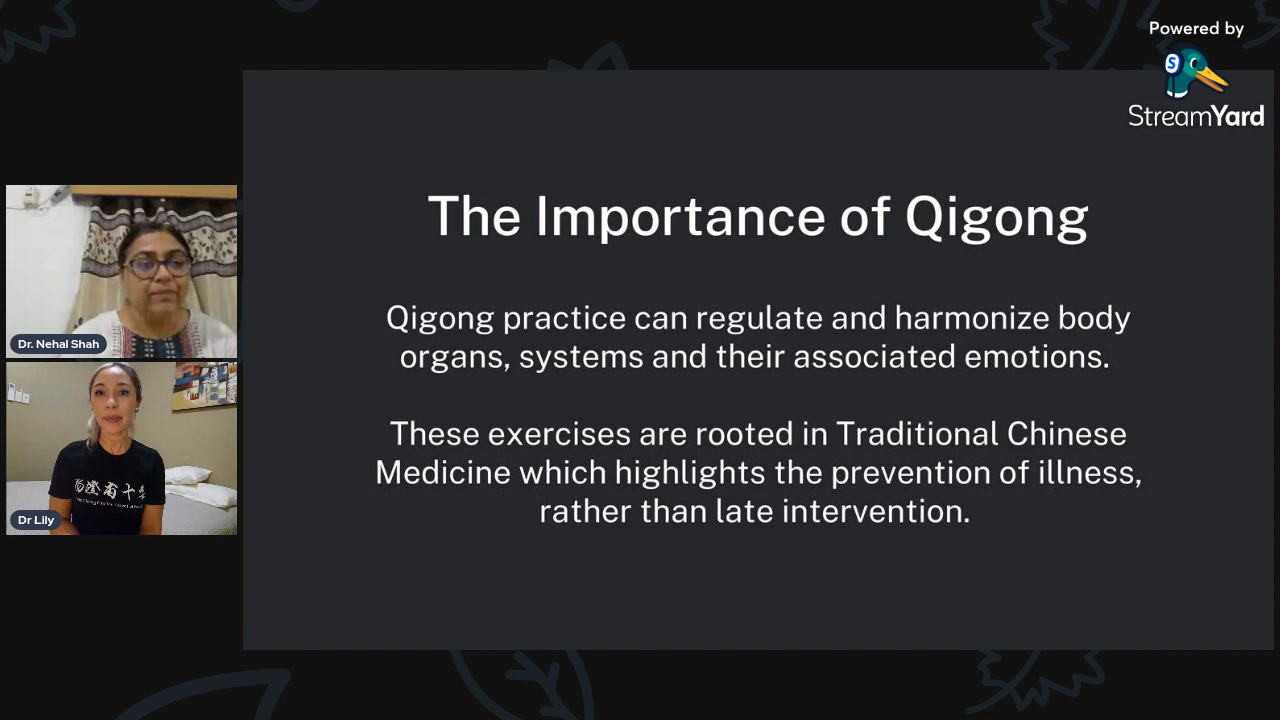 Powered by
StreamYard
The Importance of Qigong
Qigong practice can regulate and harmonize body
organs, systems and their associated emotions.
These exercises are rooted in Traditional Chinese
Medicine which highlights the prevention of illness,
rather than late intervention.
Dr. Nehal Shah
Dr Lily